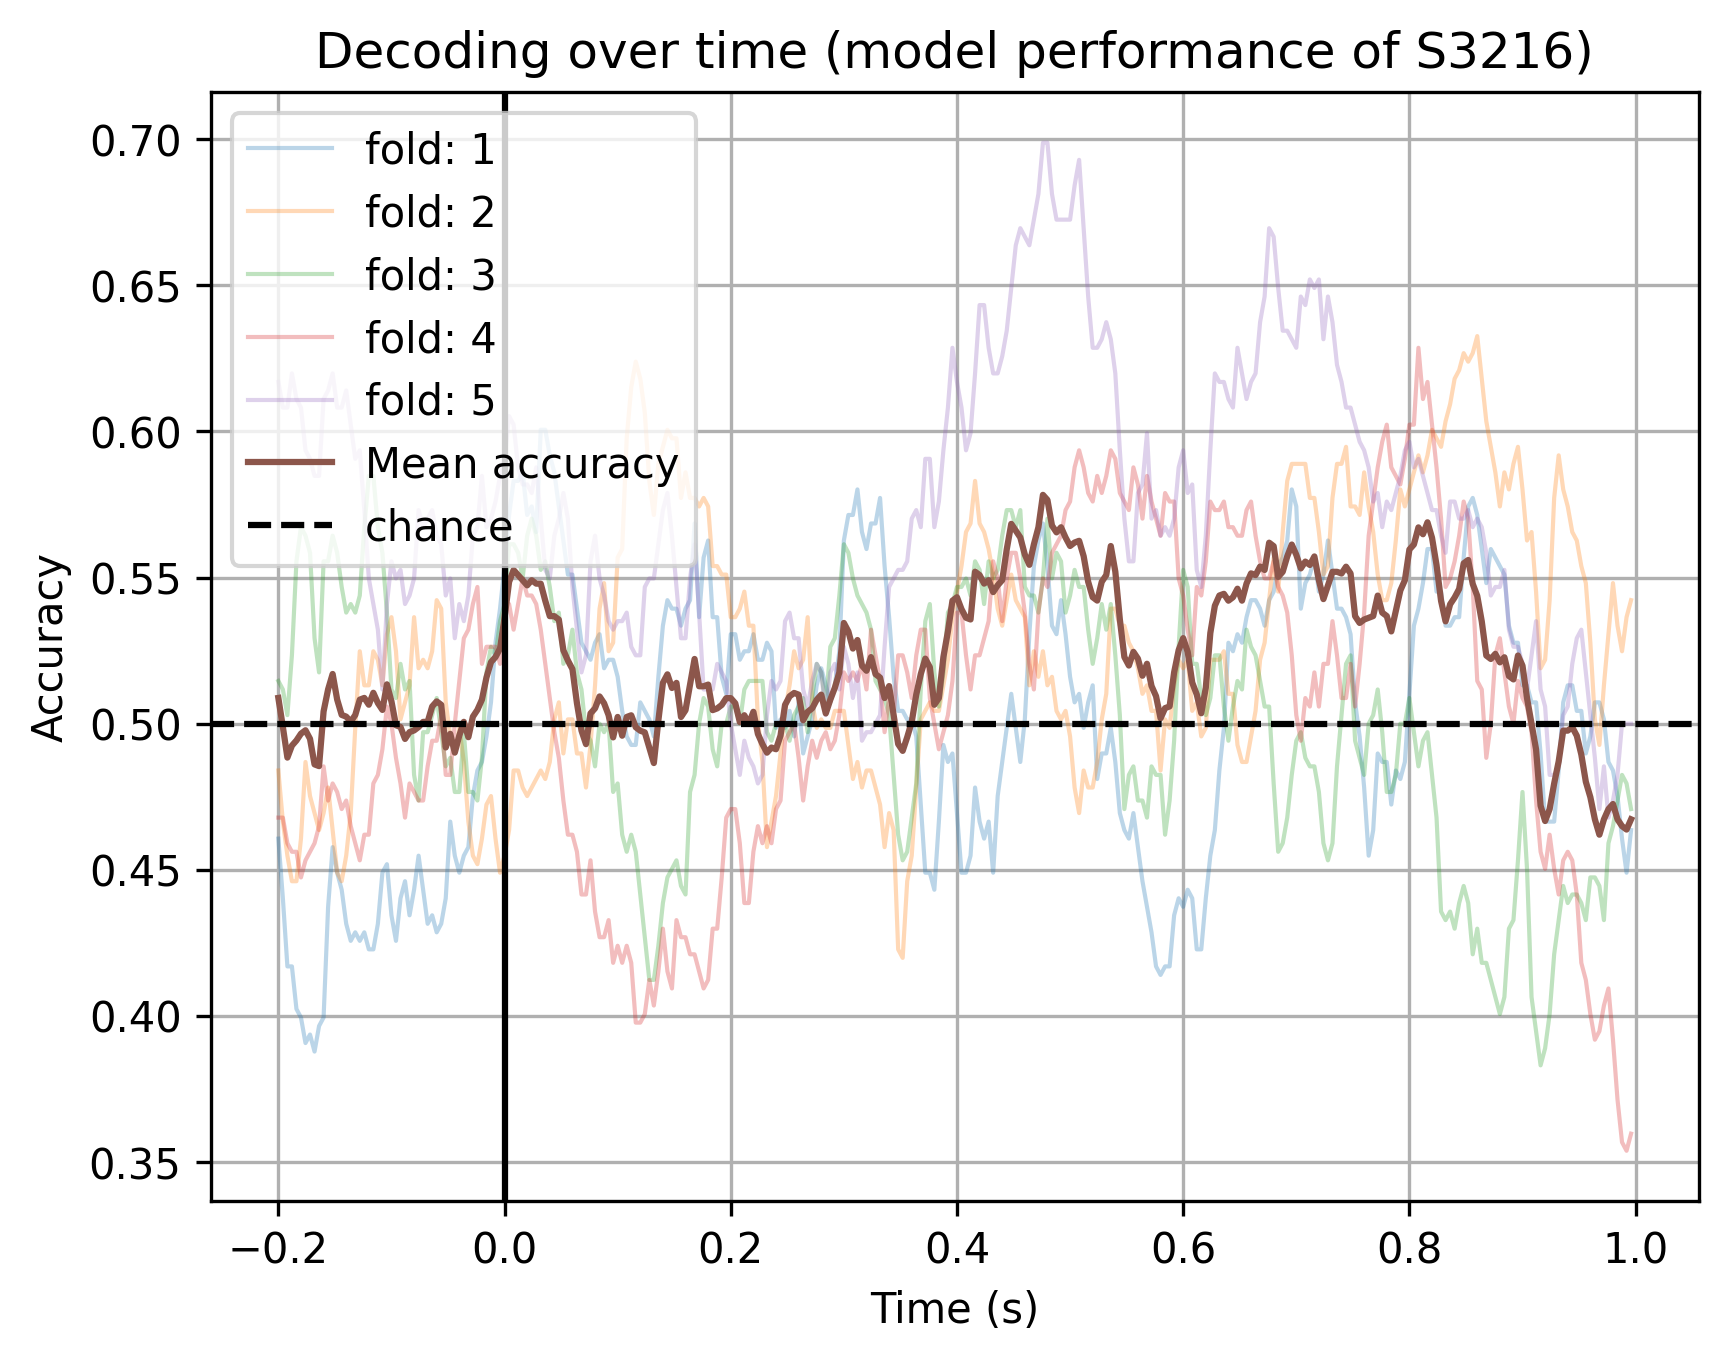 Decoding over time (model performance of S3216)
fold: 1
fold: 2
fold: 3
fold: 4
fold: 5
Mean accuracy
chance
Accuracy
0.70
0.65
0.60
0.55
0.50
0.45
0.40
0.35
−0.2 0.0 0.2 0.4 0.6 0.8 1.0
Time (s)